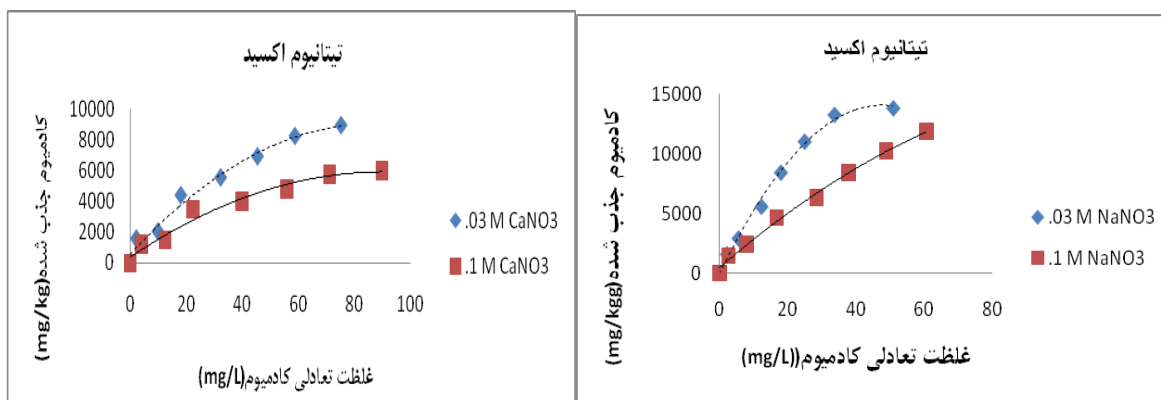 تیتانیوم اکسید
کادمیوم جذب شده(mg/kg)
10000
8000
6000
4000
2000
0
0 20 40 60 80 100
غلظت تعادلی کادمیوم(mg/L)
.03 M CaNO3
.1 M CaNO3
تیتانیوم اکسید
کادمیوم جذب شده(mg/kgg)
15000
10000
5000
0
0 20 40 60 80
غلظت تعادلی کادمیوم((mg/L)
.03 M NaNO3
.1 M NaNO3